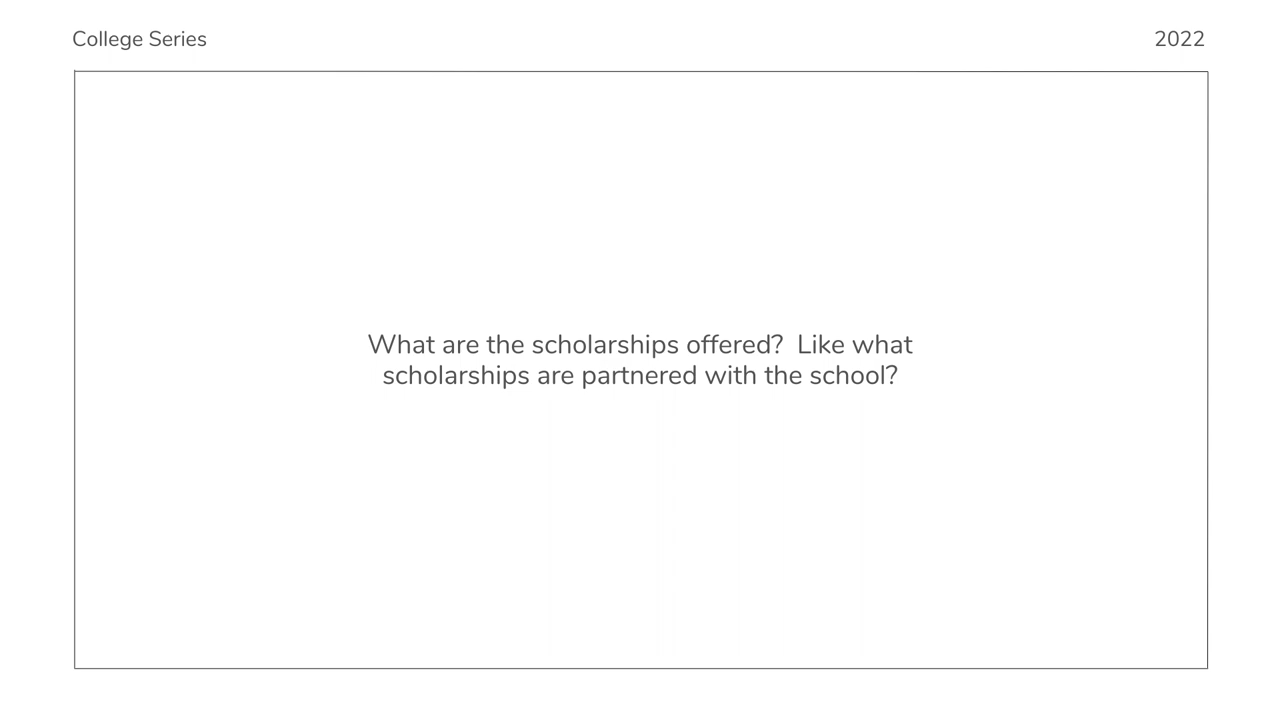 College Series
2022
What are the scholarships offered?  Like what
scholarships are partnered with the school?